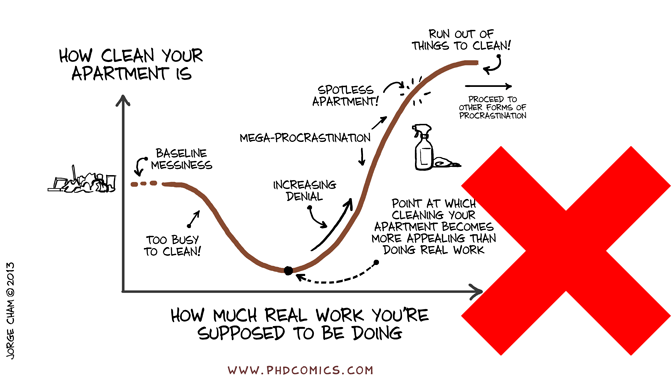 HOW CLEAN YOUR
APARTMENT IS
RUN OUT OF
THINGS TO CLEAN!
SPOTLESS
APARTMENT!
PROCEED TO
OTHER FORMS OF
PROCRASTINATION
MEGA-PROCRASTINATION
BASELINE
MESSINESS
INCREASING
DENIAL
POINT AT WHICH
CLEANING YOUR
APARTMENT BECOMES
MORE APPEALING THAN
DOING REAL WORK
TOO BUSY
TO CLEAN!
HOW MUCH REAL WORK YOU'RE
SUPPOSED TO BE DOING
JORGE CHAM © 2013
WWW.PHDCOMICS.COM